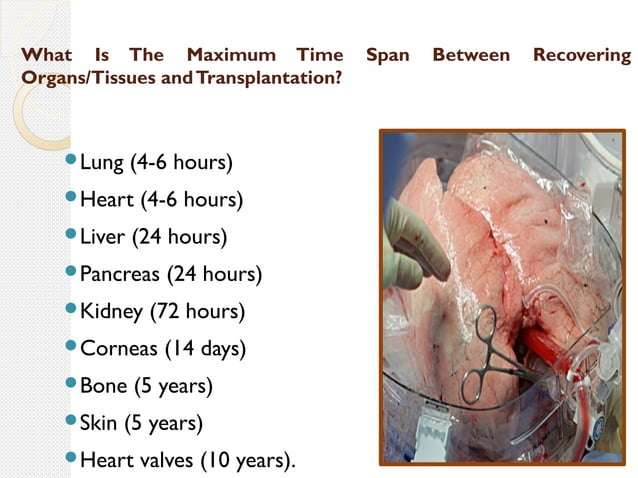 What Is The Maximum Time Span Between Recovering
Organs/Tissues and Transplantation?
Lung (4-6 hours)
Heart (4-6 hours)
Liver (24 hours)
Pancreas (24 hours)
Kidney (72 hours)
Corneas (14 days)
Bone (5 years)
Skin (5 years)
Heart valves (10 years).